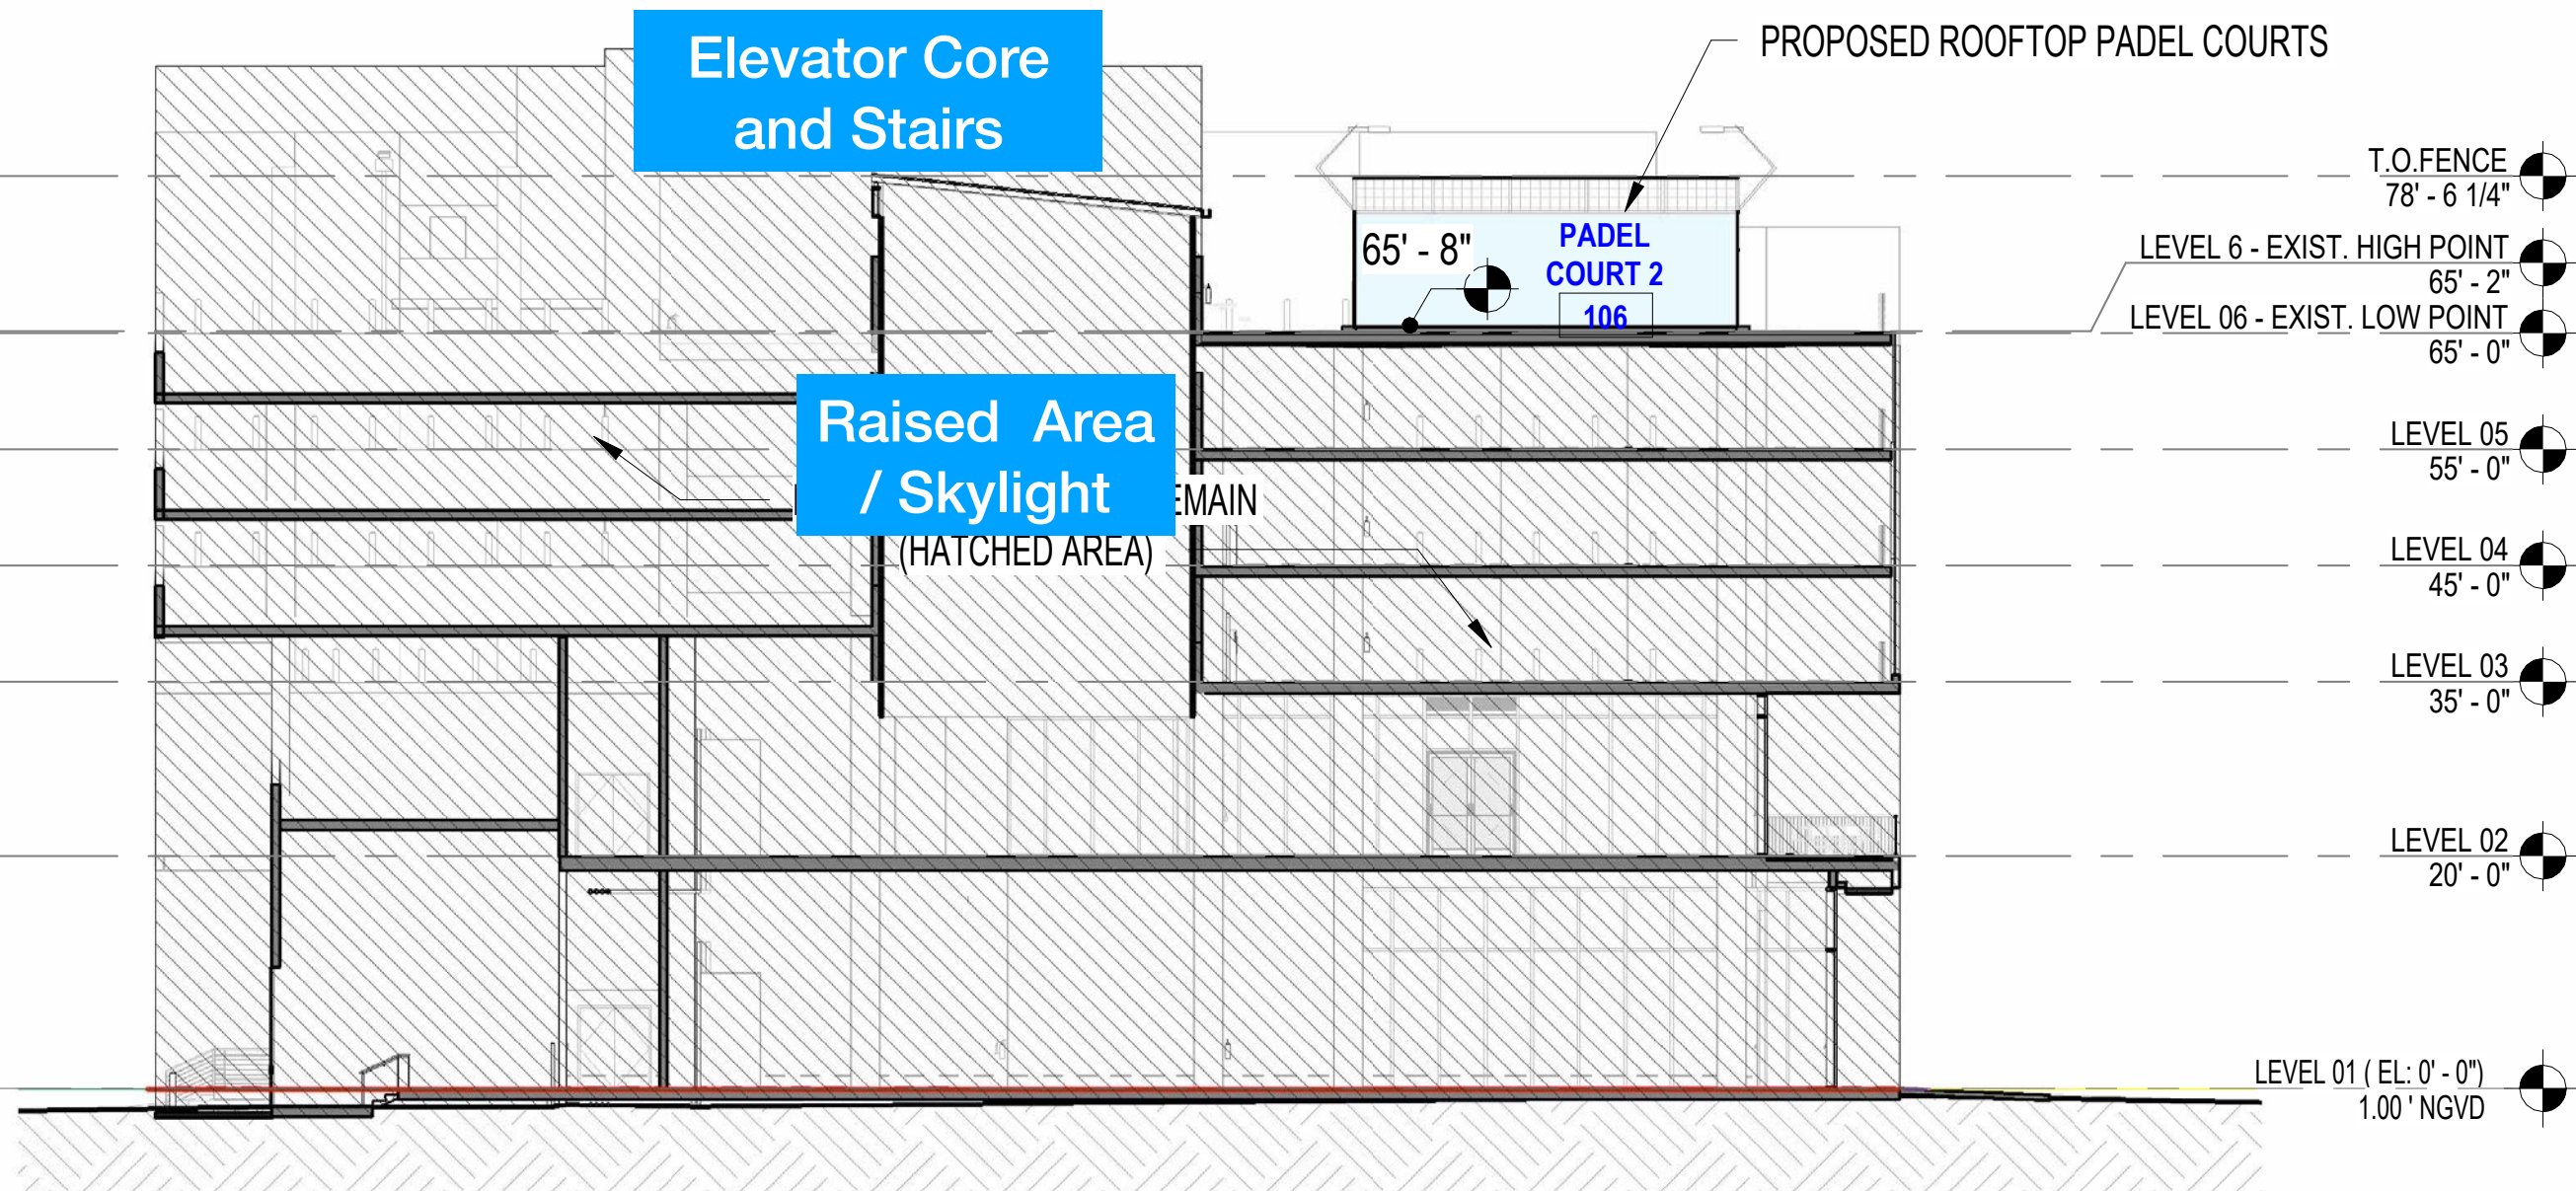 Elevator Core
and Stairs
PROPOSED ROOFTOP PADEL COURTS
T.O.FENCE
78' - 6 1/4"
65' - 8"
PADEL
COURT 2
106
LEVEL 6 - EXIST. HIGH POINT
65' - 2"
LEVEL 06 - EXIST. LOW POINT
65' - 0"
Raised Area
/ Skylight
(HATCHED AREA)
LEVEL 05
55' - 0"
LEVEL 04
45' - 0"
LEVEL 03
35' - 0"
LEVEL 02
20' - 0"
LEVEL 01 ( EL: 0' - 0")
1.00 ' NGVD